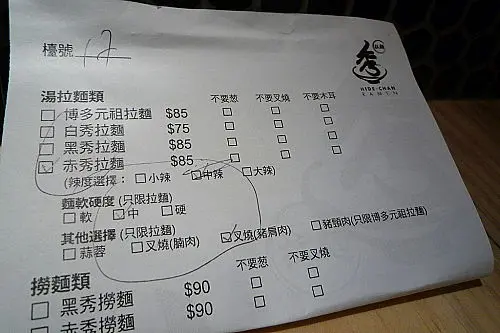 檯號 12
秀
拉麵
HIDE-CHAN
RAMEN
湯拉麵類 不要葱 不要叉燒 不要木耳
□ 博多元祖拉麵 $85 □ □ □
□ 白秀拉麵 $75 □ □ □
□ 黑秀拉麵 $85 □ □ □
☑ 赤秀拉麵 $85 □ □ □
(辣度選擇: □小辣 ☑中辣 □大辣)
麵軟硬度(只限拉麵)
□ 軟 □ 中 □ 硬
其他選擇(只限拉麵)
□ 蒜蓉 □ 叉燒(腩肉) ☑叉燒(豬肩肉) □豬頸肉(只限博多元祖拉麵)
撈麵類 不要葱 不要叉燒
□ 黑秀撈麵 $90 □ □
□ 赤秀撈麵 $90 □ □